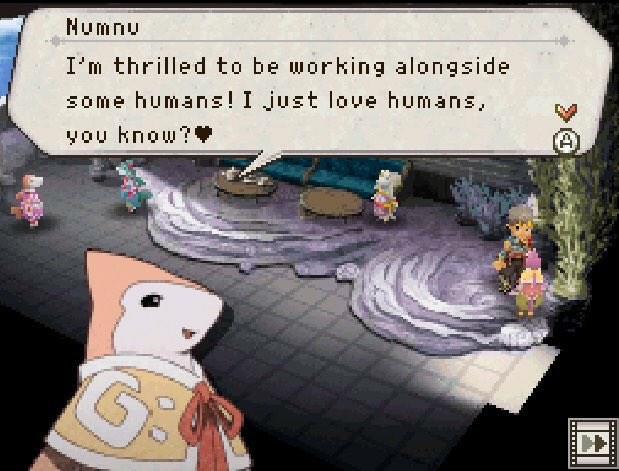 Numnu
I'm thrilled to be working alongside
some humans! I just love humans,
you know?♥
A
G: